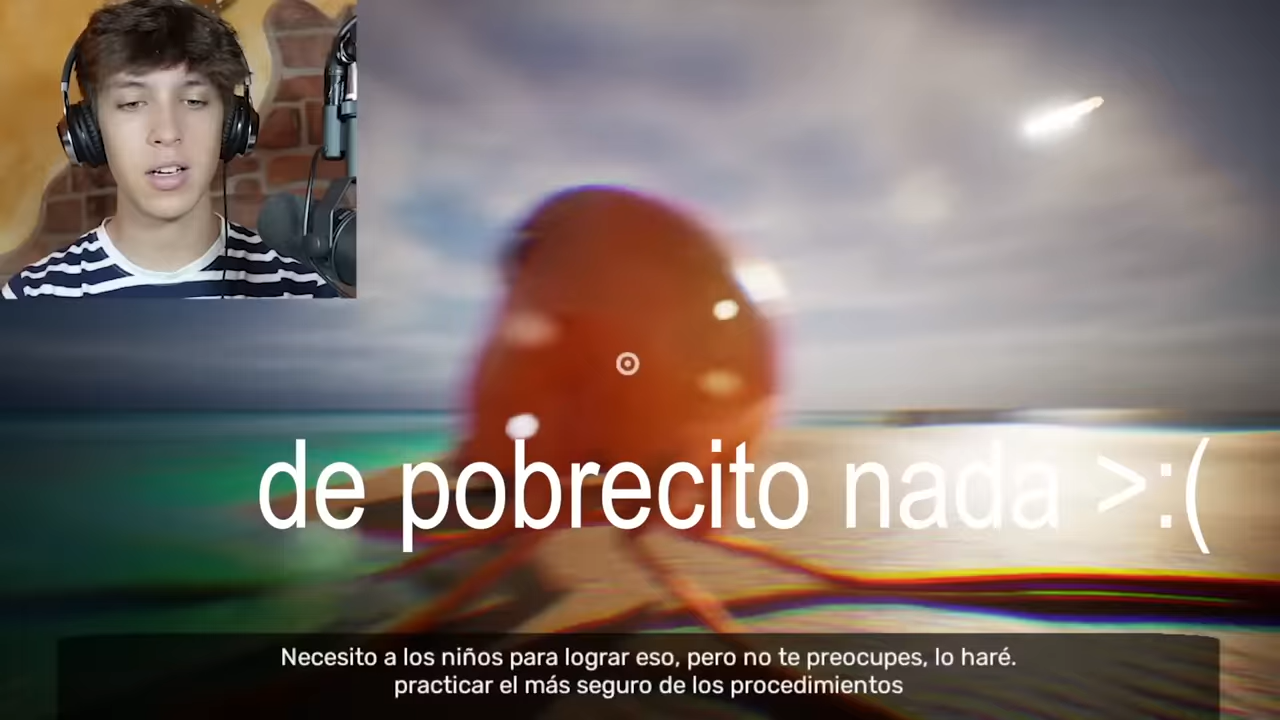 de pobrecito nada >:(
Necesito a los niños para lograr eso, pero no te preocupes, lo haré.
practicar el más seguro de los procedimientos